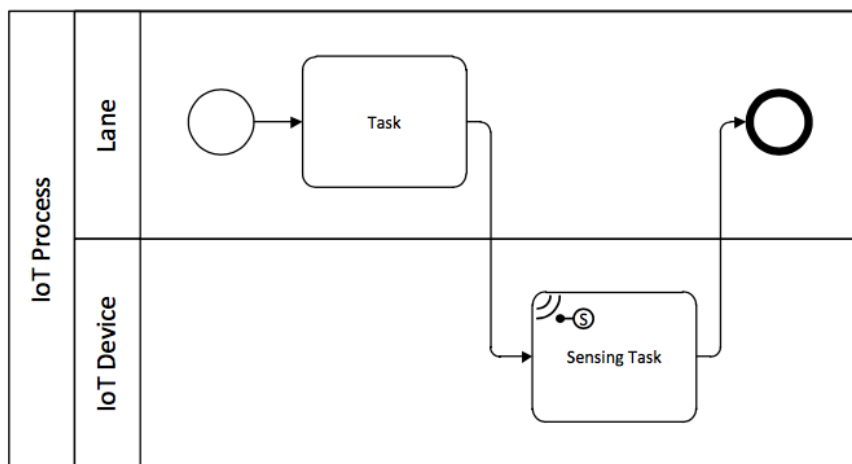 IoT Process
Lane
Task
IoT Device
S
Sensing Task